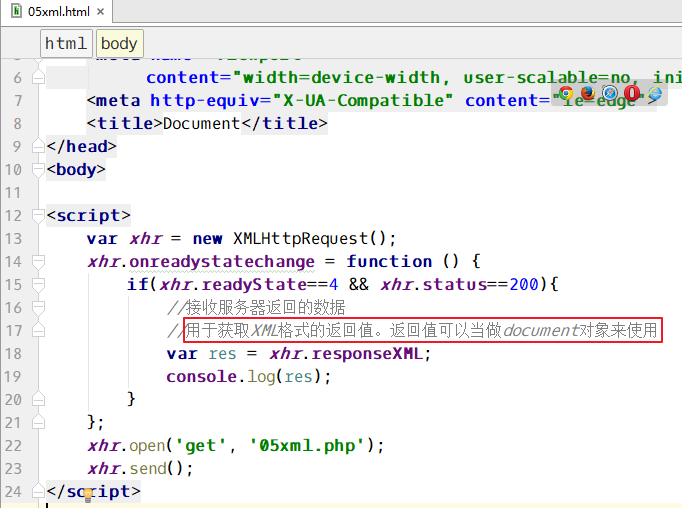 05xml.html
html body
6 content="width=device-width, user-scalable=no, ini
7 <meta http-equiv="X-UA-Compatible" content="ie=edge">
8 <title>Document</title>
9 </head>
10 <body>
11
12 <script>
13 var xhr = new XMLHttpRequest();
14 xhr.onreadystatechange = function () {
15 if(xhr.readyState==4 && xhr.status==200){
16 //接收服务器返回的数据
17 //用于获取XML格式的返回值。返回值可以当做document对象来使用
18 var res = xhr.responseXML;
19 console.log(res);
20 }
21 };
22 xhr.open('get', '05xml.php');
23 xhr.send();
24 </script>